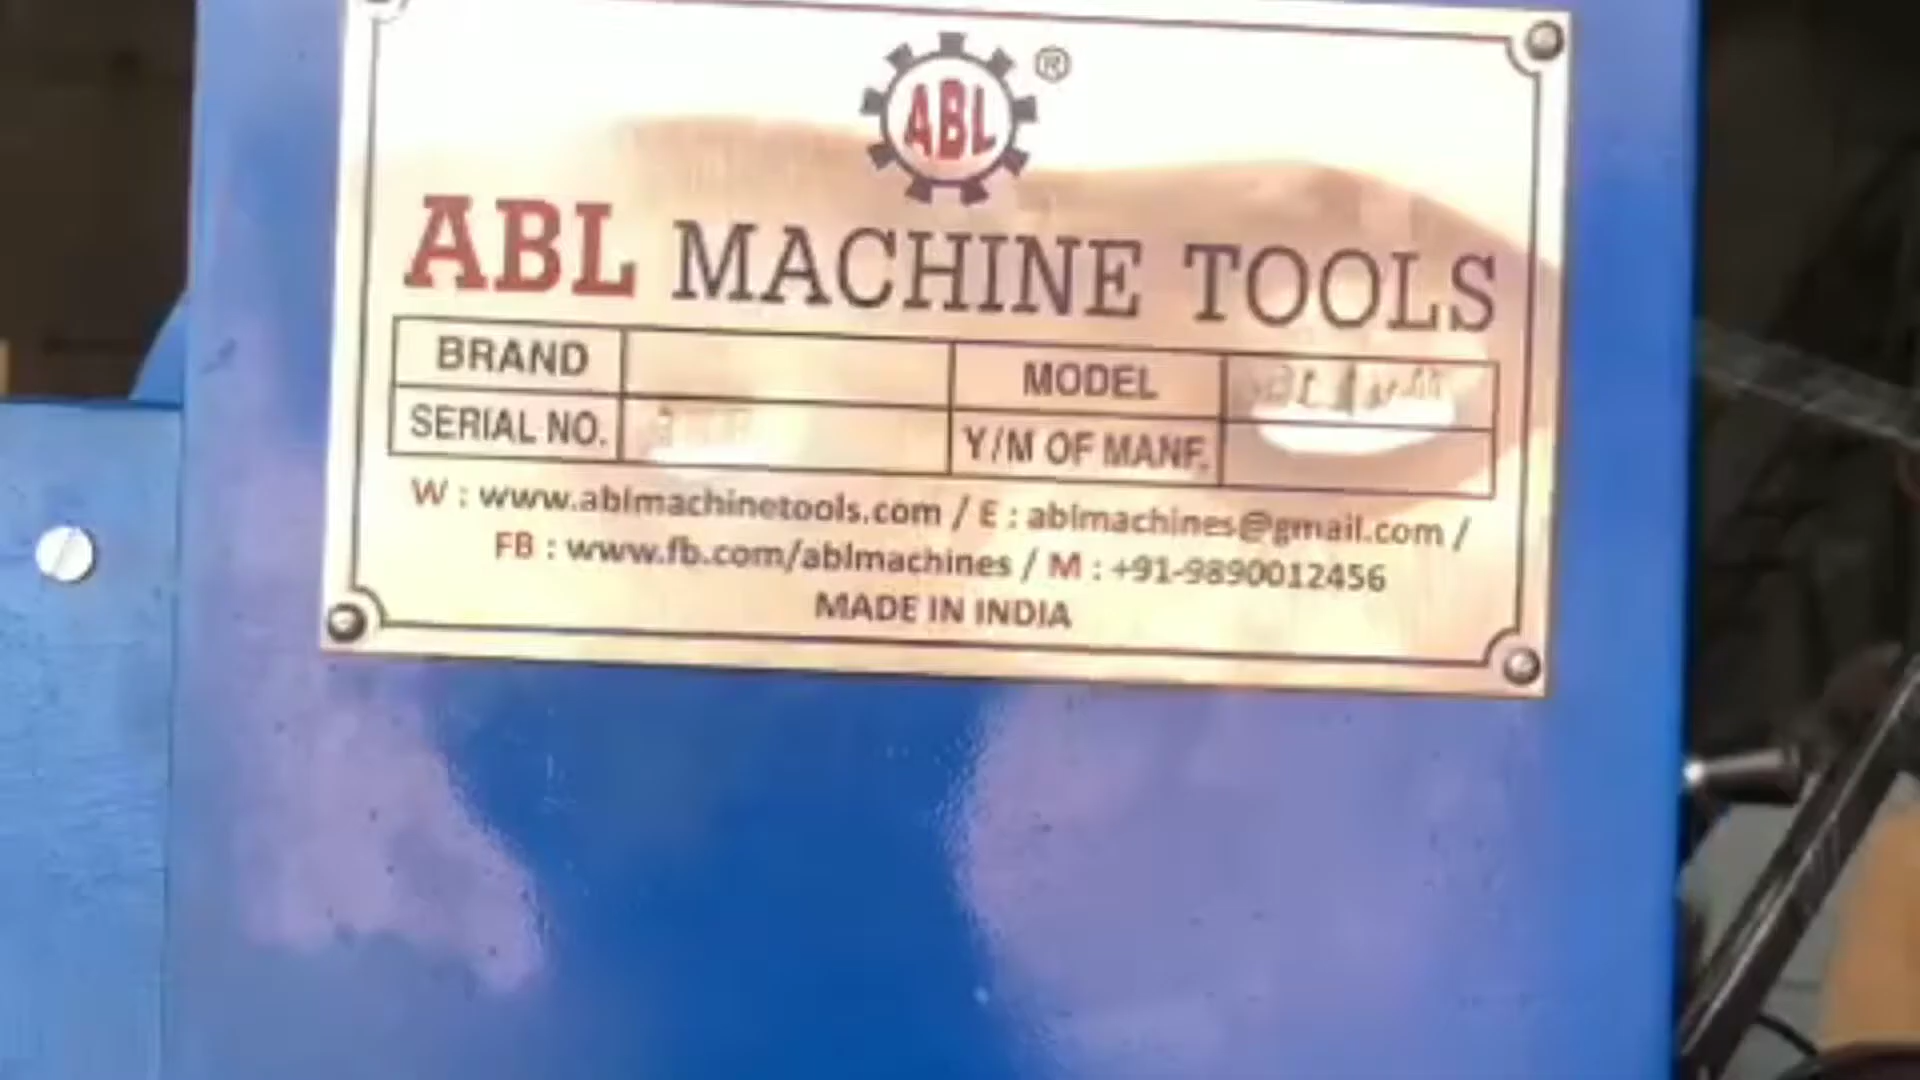 ABL ®
ABL MACHINE TOOLS
BRAND MODEL
SERIAL NO. Y/M OF MANF.
W : www.ablmachinetools.com / E : ablmachines@gmail.com /
FB : www.fb.com/ablmachines / M : +91-9890012456
MADE IN INDIA